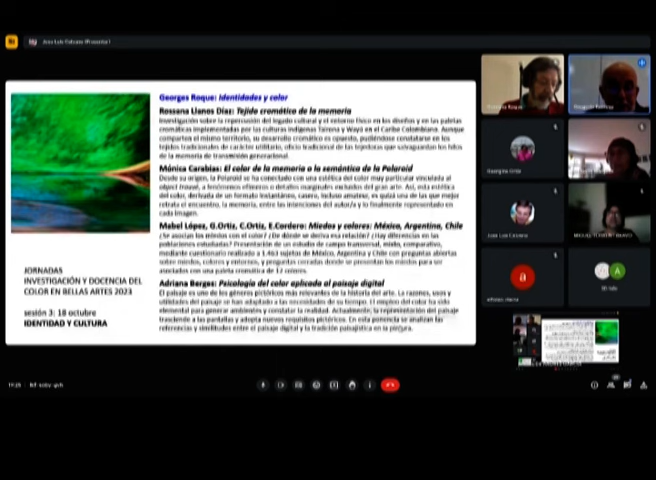 Georges Roque: Identidades y color
Rossana Llanos Díaz: Tejido cromático de la memoria
Investigación sobre la repercusión del legado cultural y el entorno físico en los diseños y en las paletas
cromáticas implementadas por las culturas indígenas Tairona y Wayú en el Caribe Colombiano. Aunque
comparten el mismo territorio, su desarrollo cromático es opuesto, pudiéndose constatarse en los
tejidos tradicionales de carácter utilitario, oficio tradicional de las tejedoras que salvaguardan los hilos
de la memoria de transmisión generacional.
Mónica Carabias: El color de la memoria o la semántica de la Polaroid
Desde su origen, la Polaroid se ha conectado con una estética del color muy particular vinculada al
object trouvé, a fenómenos efímeros o detalles marginales excluidos del gran arte. Así, esta estética
del color, derivada de un formato instantáneo, casero, incluso amateur, es quizá una de las que mejor
retrata el encuentro, la memoria, entre las intenciones del autor/a y lo finalmente representado en
cada imagen.
Mabel López, G.Ortiz, C.Ortiz, E.Cordero: Miedos y colores: México, Argentina, Chile
¿Se asocian los miedos con el color? ¿De dónde se deriva esa relación? ¿Hay diferencias en las
poblaciones estudiadas? Presentación de un estudio de campo transversal, mixto, comparativo,
mediante cuestionario realizado a 1.463 sujetos de México, Argentina y Chile con preguntas abiertas
sobre miedos, colores y entornos, y preguntas cerradas donde se presentan los miedos para ser
asociados con una paleta cromática de 12 colores.
Adriana Berges: Psicología del color aplicada al paisaje digital
El paisaje es uno de los géneros pictóricos más relevantes de la historia del arte. La razones, usos y
utilidades del paisaje se han adaptado a las necesidades de su tiempo. El empleo del color ha sido
elemental para generar ambientes y constatar la realidad. Actualmente, la representación del paisaje
trasciende a las pantallas y adopta nuevos requisitos pictóricos. En esta ponencia se analizan las
referencias y similitudes entre el paisaje digital y la tradición paisajística en la pintura.
JORNADAS
INVESTIGACIÓN Y DOCENCIA DEL
COLOR EN BELLAS ARTES 2023
sesión 3: 18 octubre
IDENTIDAD Y CULTURA
a
A